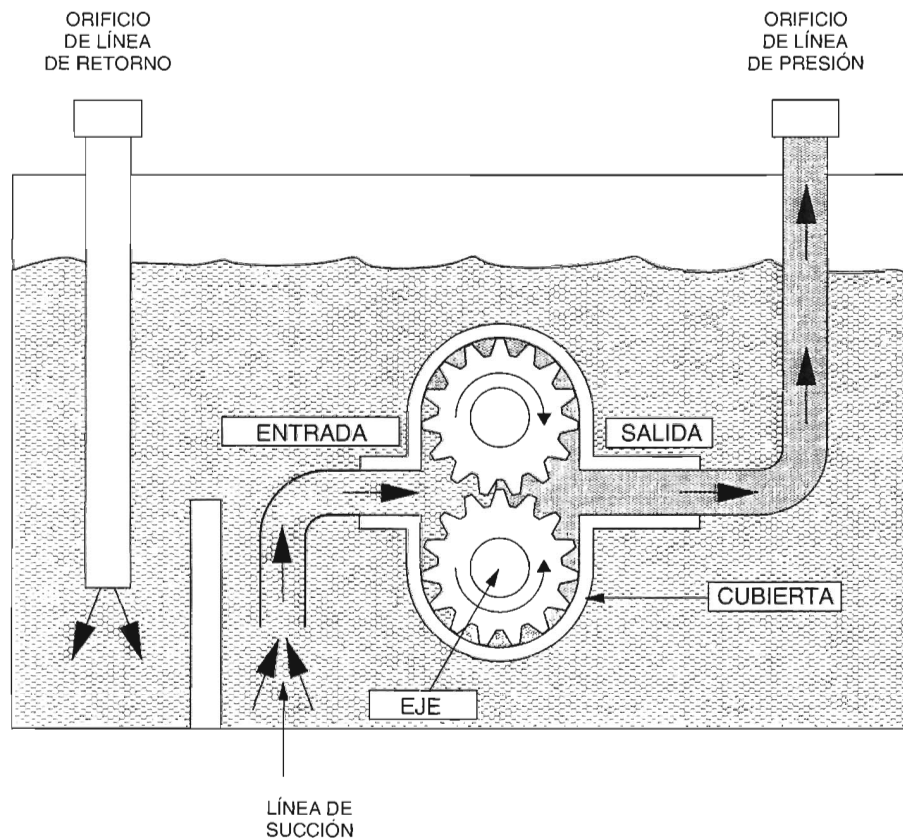 ORIFICIO
DE LÍNEA
DE RETORNO
ORIFICIO
DE LÍNEA
DE PRESIÓN
ENTRADA
SALIDA
CUBIERTA
EJE
LÍNEA DE
SUCCIÓN